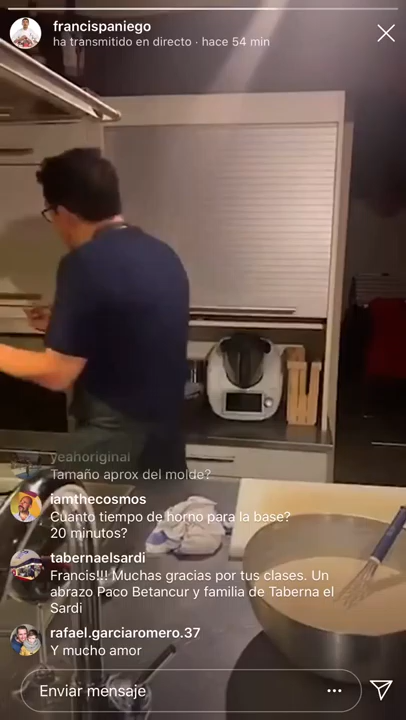 francispaniego
ha transmitido en directo · hace 54 min
yeahoriginal
Tamaño aprox del molde?
iamthecosmos
Cuanto tiempo de horno para la base?
20 minutos?
tabernaelsardi
Francis!!! Muchas gracias por tus clases. Un
abrazo Paco Betancur y familia de Taberna el
Sardi
rafael.garciaromero.37
Y mucho amor
Enviar mensaje